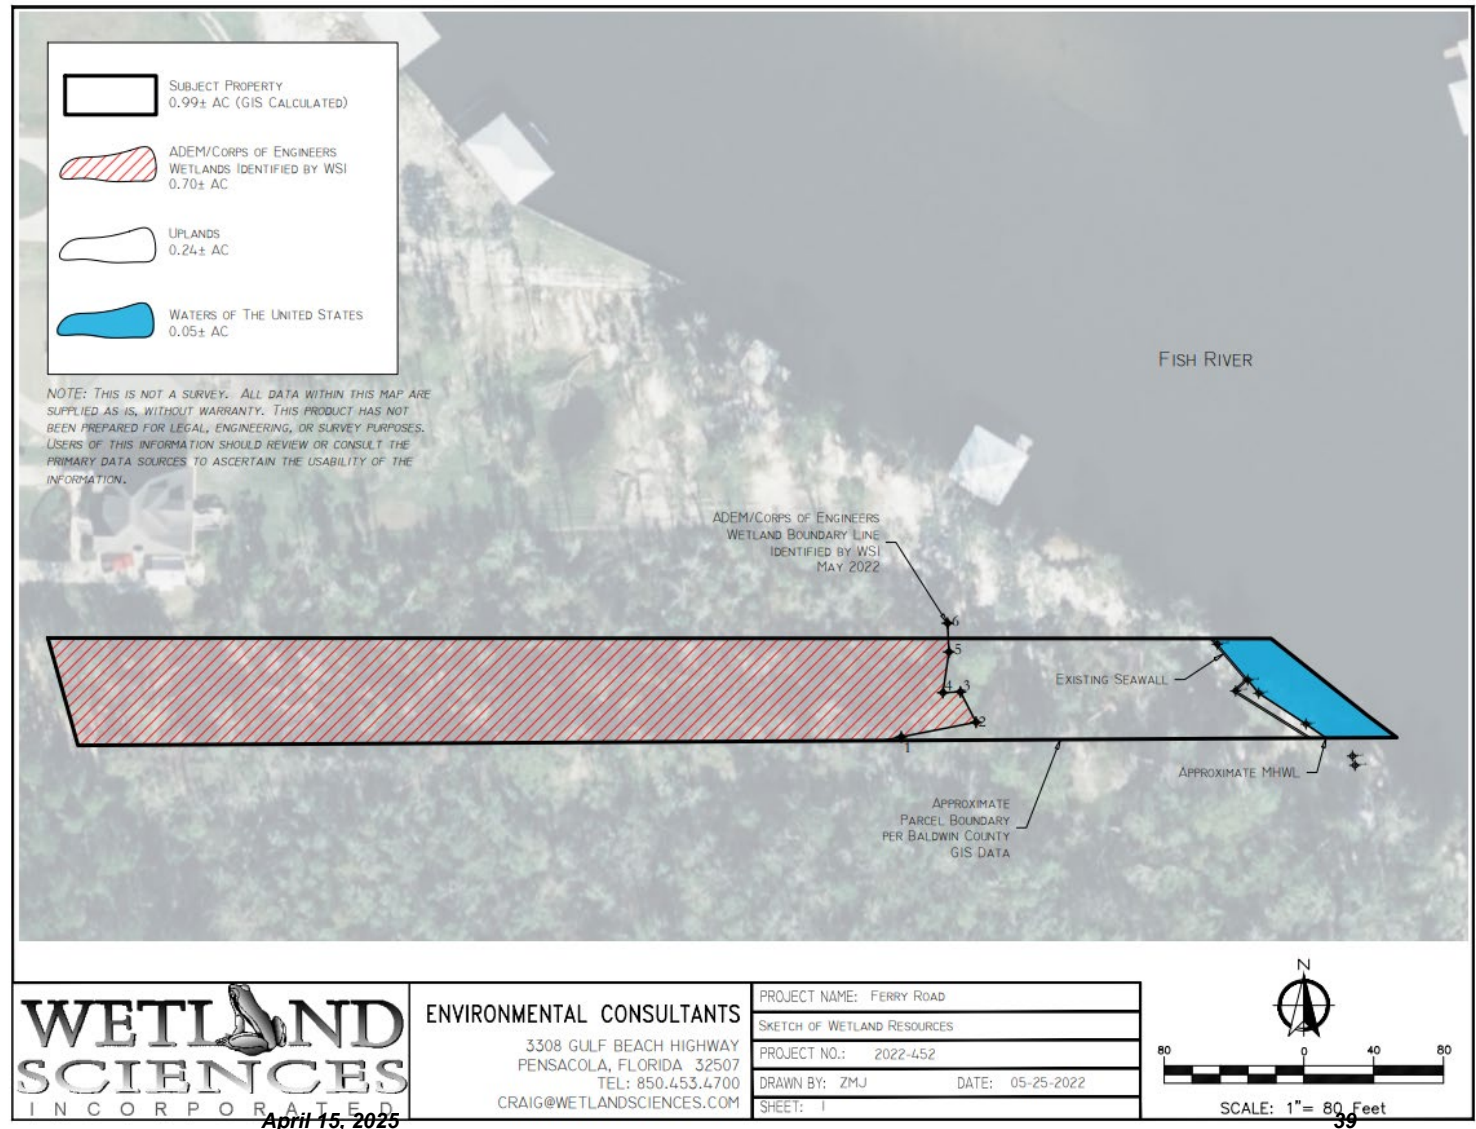 SUBJECT PROPERTY
0.99± AC (GIS CALCULATED)
ADEM/CORPS OF ENGINEERS
WETLANDS IDENTIFIED BY WSI
0.70± AC
UPLANDS
0.24± AC
WATERS OF THE UNITED STATES
0.05± AC
NOTE: THIS IS NOT A SURVEY. ALL DATA WITHIN THIS MAP ARE
SUPPLIED AS IS, WITHOUT WARRANTY. THIS PRODUCT HAS NOT
BEEN PREPARED FOR LEGAL, ENGINEERING, OR SURVEY PURPOSES.
USERS OF THIS INFORMATION SHOULD REVIEW OR CONSULT THE
PRIMARY DATA SOURCES TO ASCERTAIN THE USABILITY OF THE
INFORMATION.
FISH RIVER
ADEM/CORPS OF ENGINEERS
WETLAND BOUNDARY LINE
IDENTIFIED BY WSI
MAY 2022
6
5
4 3
2
1
EXISTING SEAWALL
APPROXIMATE MHWL
APPROXIMATE
PARCEL BOUNDARY
PER BALDWIN COUNTY
GIS DATA
WETLAND
SCIENCES
INCORPORATED
ENVIRONMENTAL CONSULTANTS
3308 GULF BEACH HIGHWAY
PENSACOLA, FLORIDA 32507
TEL: 850.453.4700
CRAIG@WETLANDSCIENCES.COM
PROJECT NAME: FERRY ROAD
SKETCH OF WETLAND RESOURCES
PROJECT NO.: 2022-452
DRAWN BY: ZMJ DATE: 05-25-2022
SHEET: 1
N
80 0 40 80
SCALE: 1"= 80 Feet
April 15, 2025
39